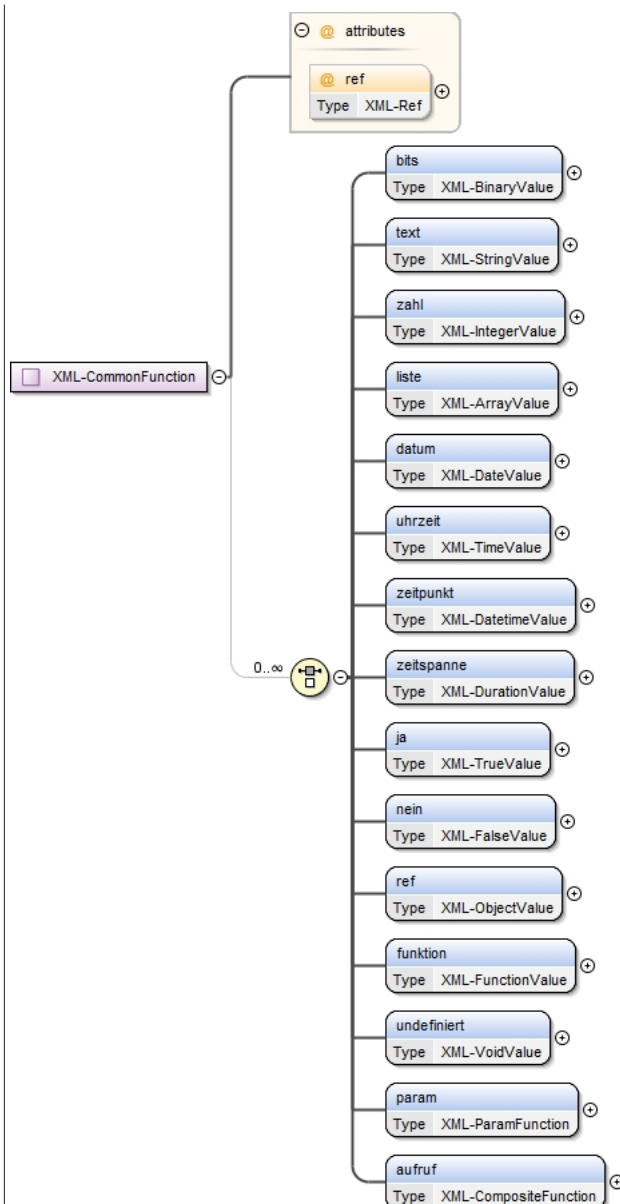 @ attributes
@ ref
Type XML-Ref
bits
Type XML-BinaryValue
text
Type XML-StringValue
zahl
Type XML-IntegerValue
liste
Type XML-ArrayValue
XML-CommonFunction
datum
Type XML-DateValue
uhrzeit
Type XML-TimeValue
zeitpunkt
Type XML-DatetimeValue
zeitspanne
0..∞
Type XML-DurationValue
ja
Type XML-TrueValue
nein
Type XML-FalseValue
ref
Type XML-ObjectValue
funktion
Type XML-FunctionValue
undefiniert
Type XML-VoidValue
param
Type XML-ParamFunction
aufruf
Type XML-CompositeFunction